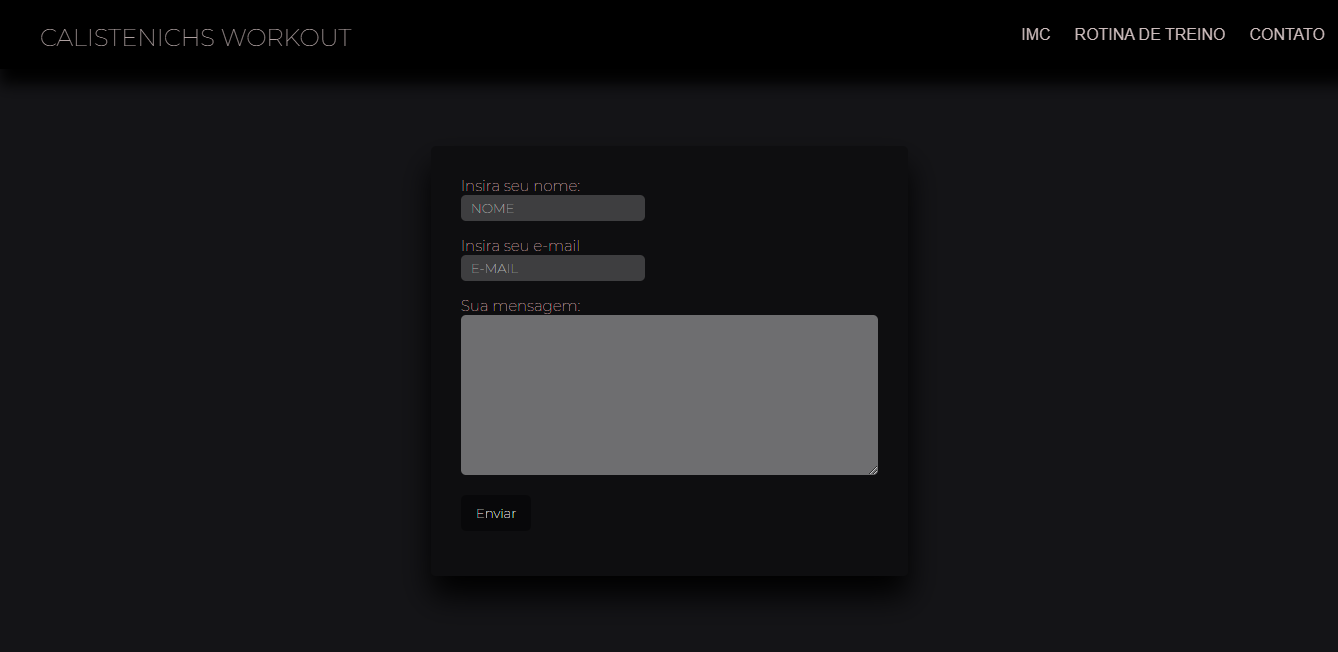 CALISTENICHS WORKOUT
IMC ROTINA DE TREINO CONTATO
Insira seu nome:
NOME
Insira seu e-mail
E-MAIL
Sua mensagem:
Enviar